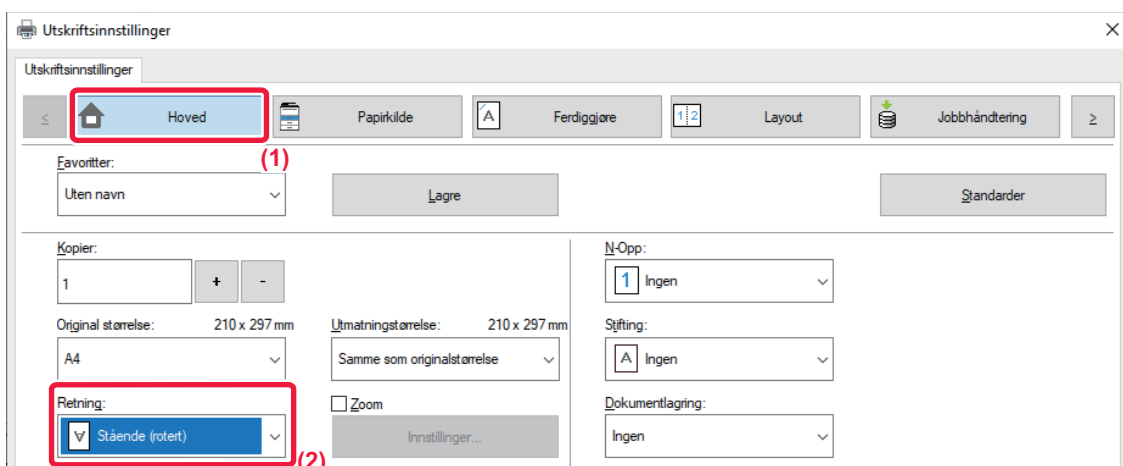 Utskriftsinnstillinger
Utskriftsinnstillinger
< Hoved Papirkilde A Ferdiggjøre 1 2 Layout Jobbhåndtering >
(1)
Favoritter:
Uten navn Lagre Standarder
Kopier: N-Opp:
1 + - 1 Ingen
Original størrelse: 210 x 297 mm Utmatningstørrelse: 210 x 297 mm Stifting:
A4 Samme som originalstørrelse A Ingen
Retning: Zoom Dokumentlagring:
A Stående (rotert) Innstillinger... Ingen
(2)